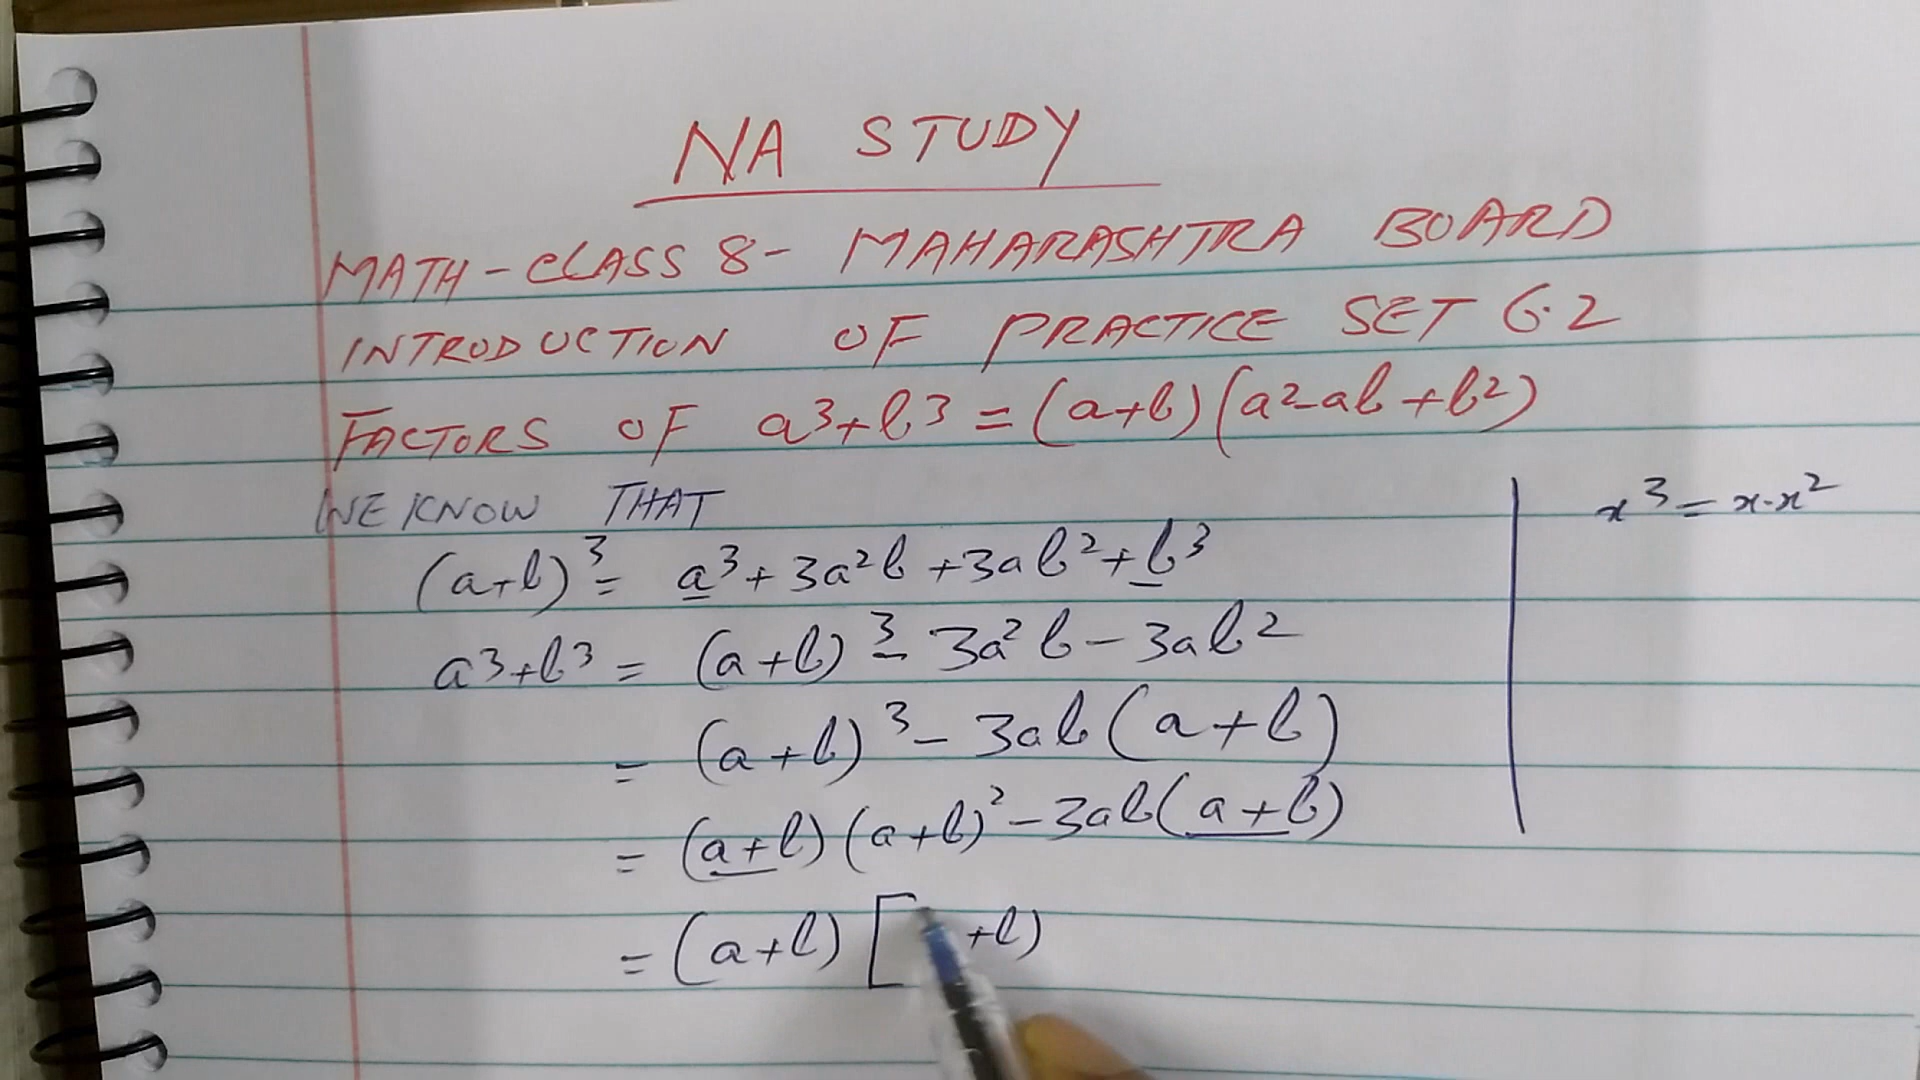 NA STUDY
MATH-CLASS 8- MAHARASHTRA BOARD
INTRODUCTION OF PRACTICE SET 6.2
FACTORS OF a³+b³=(a+b)(a²-ab+b²)
WE KNOW THAT
x³=x·x²
(a+b)³= a³+3a²b+3ab²+b³
a³+b³= (a+b)³-3a²b-3ab²
= (a+b)³-3ab(a+b)
= (a+b)(a+b)²-3ab(a+b)
= (a+b)[ +b)